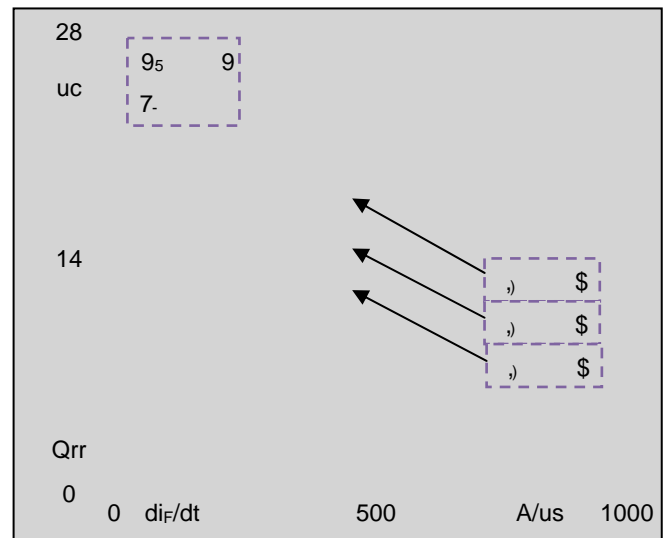 28
9₅ 9
uc
7-
14
,₎ $
,₎ $
,₎ $
Qrr
0
0 diF/dt 500 A/us 1000